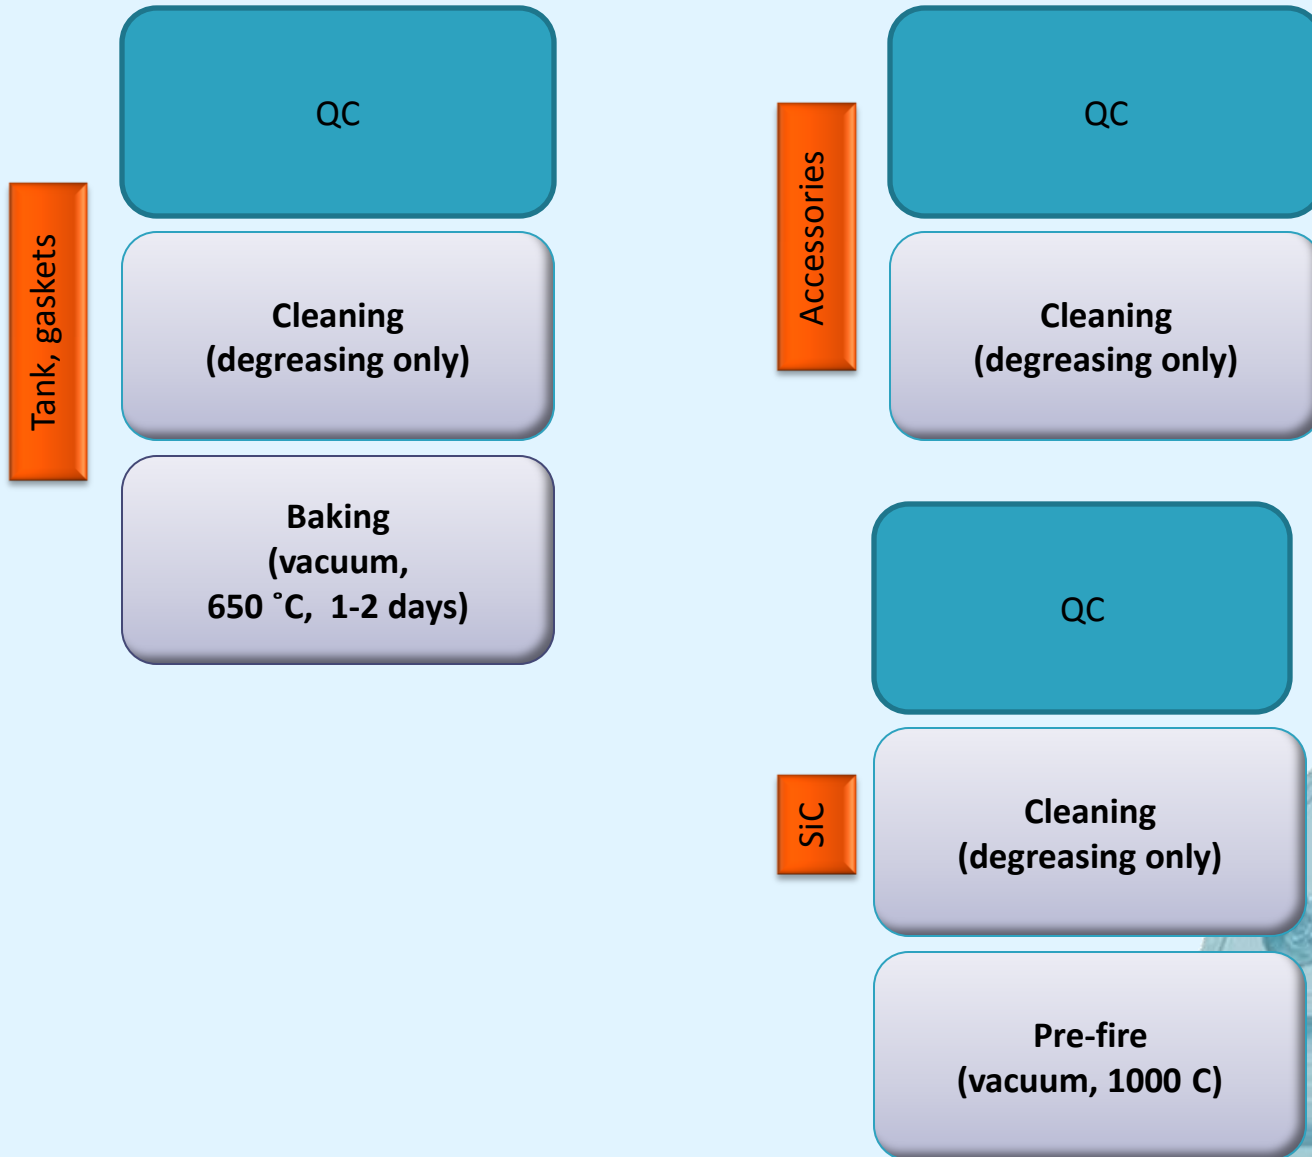 Tank, gaskets
QC
Cleaning
(degreasing only)
Baking
(vacuum,
650 ˚C,  1-2 days)
Accessories
QC
Cleaning
(degreasing only)
SiC
QC
Cleaning
(degreasing only)
Pre-fire
(vacuum, 1000 C)